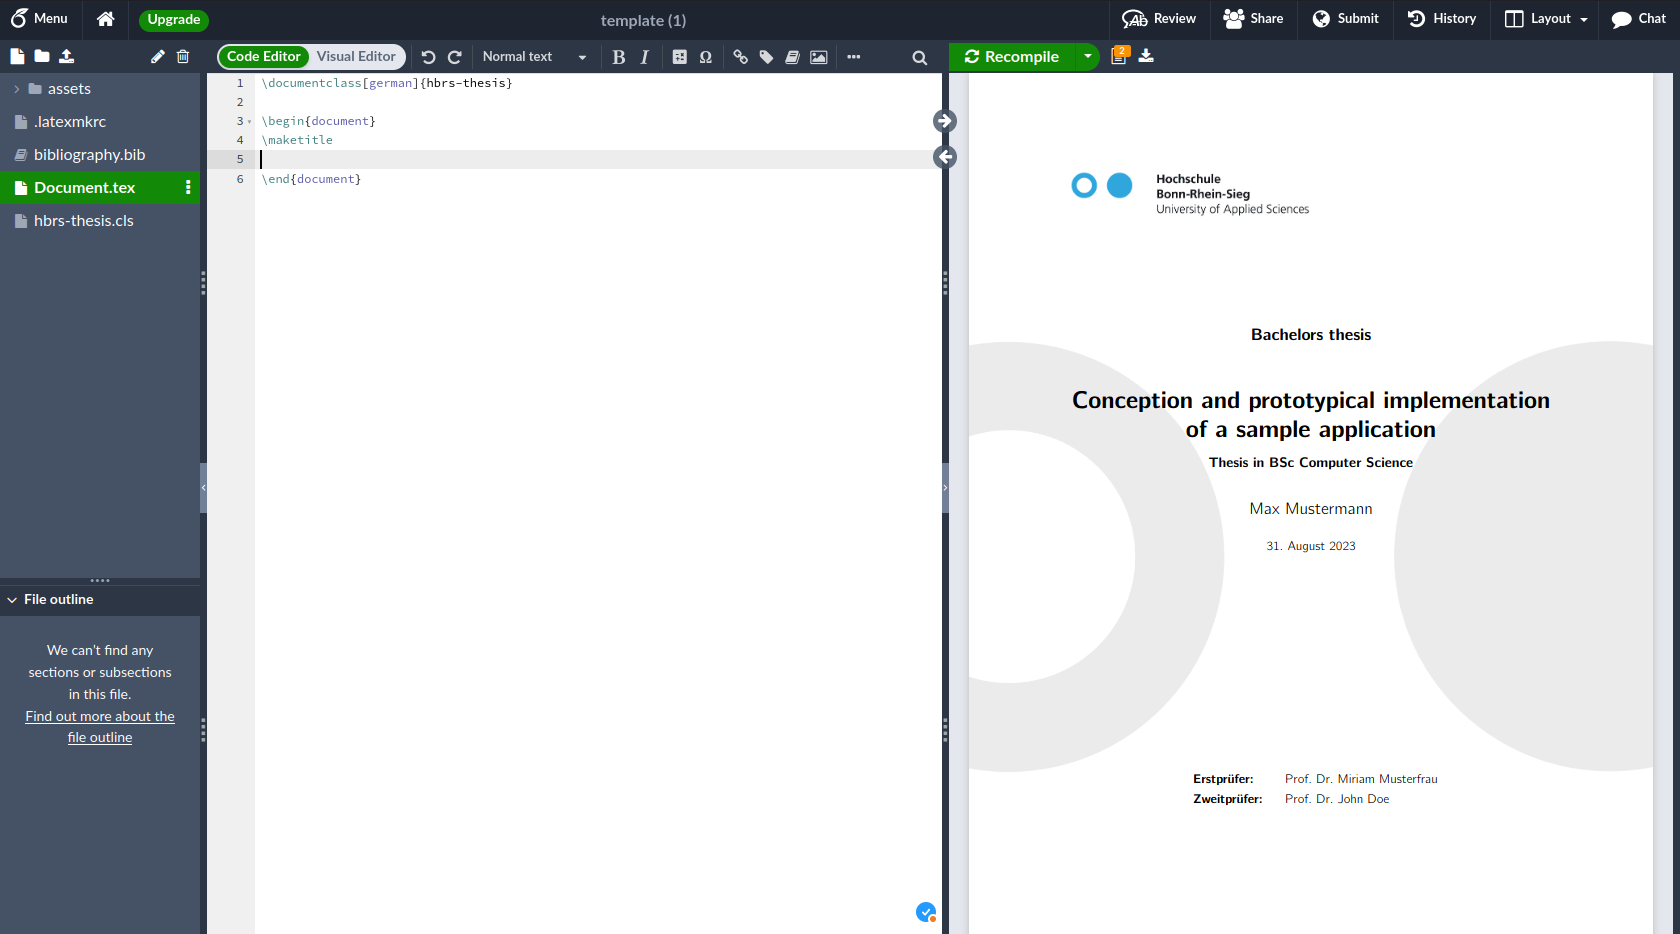 Menu
Upgrade
template (1)
Review
Share
Submit
History
Layout
Chat
Code Editor
Visual Editor
Normal text
B
I
Ω
Recompile
2
assets
.latexmkrc
bibliography.bib
Document.tex
hbrs-thesis.cls
1 \documentclass[german]{hbrs-thesis}
2
3 \begin{document}
4 \maketitle
5
6 \end{document}
File outline
We can't find any
sections or subsections
in this file.
Find out more about the
file outline
Hochschule
Bonn-Rhein-Sieg
University of Applied Sciences
Bachelors thesis
Conception and prototypical implementation
of a sample application
Thesis in BSc Computer Science
Max Mustermann
31. August 2023
Erstprüfer: Prof. Dr. Miriam Musterfrau
Zweitprüfer: Prof. Dr. John Doe